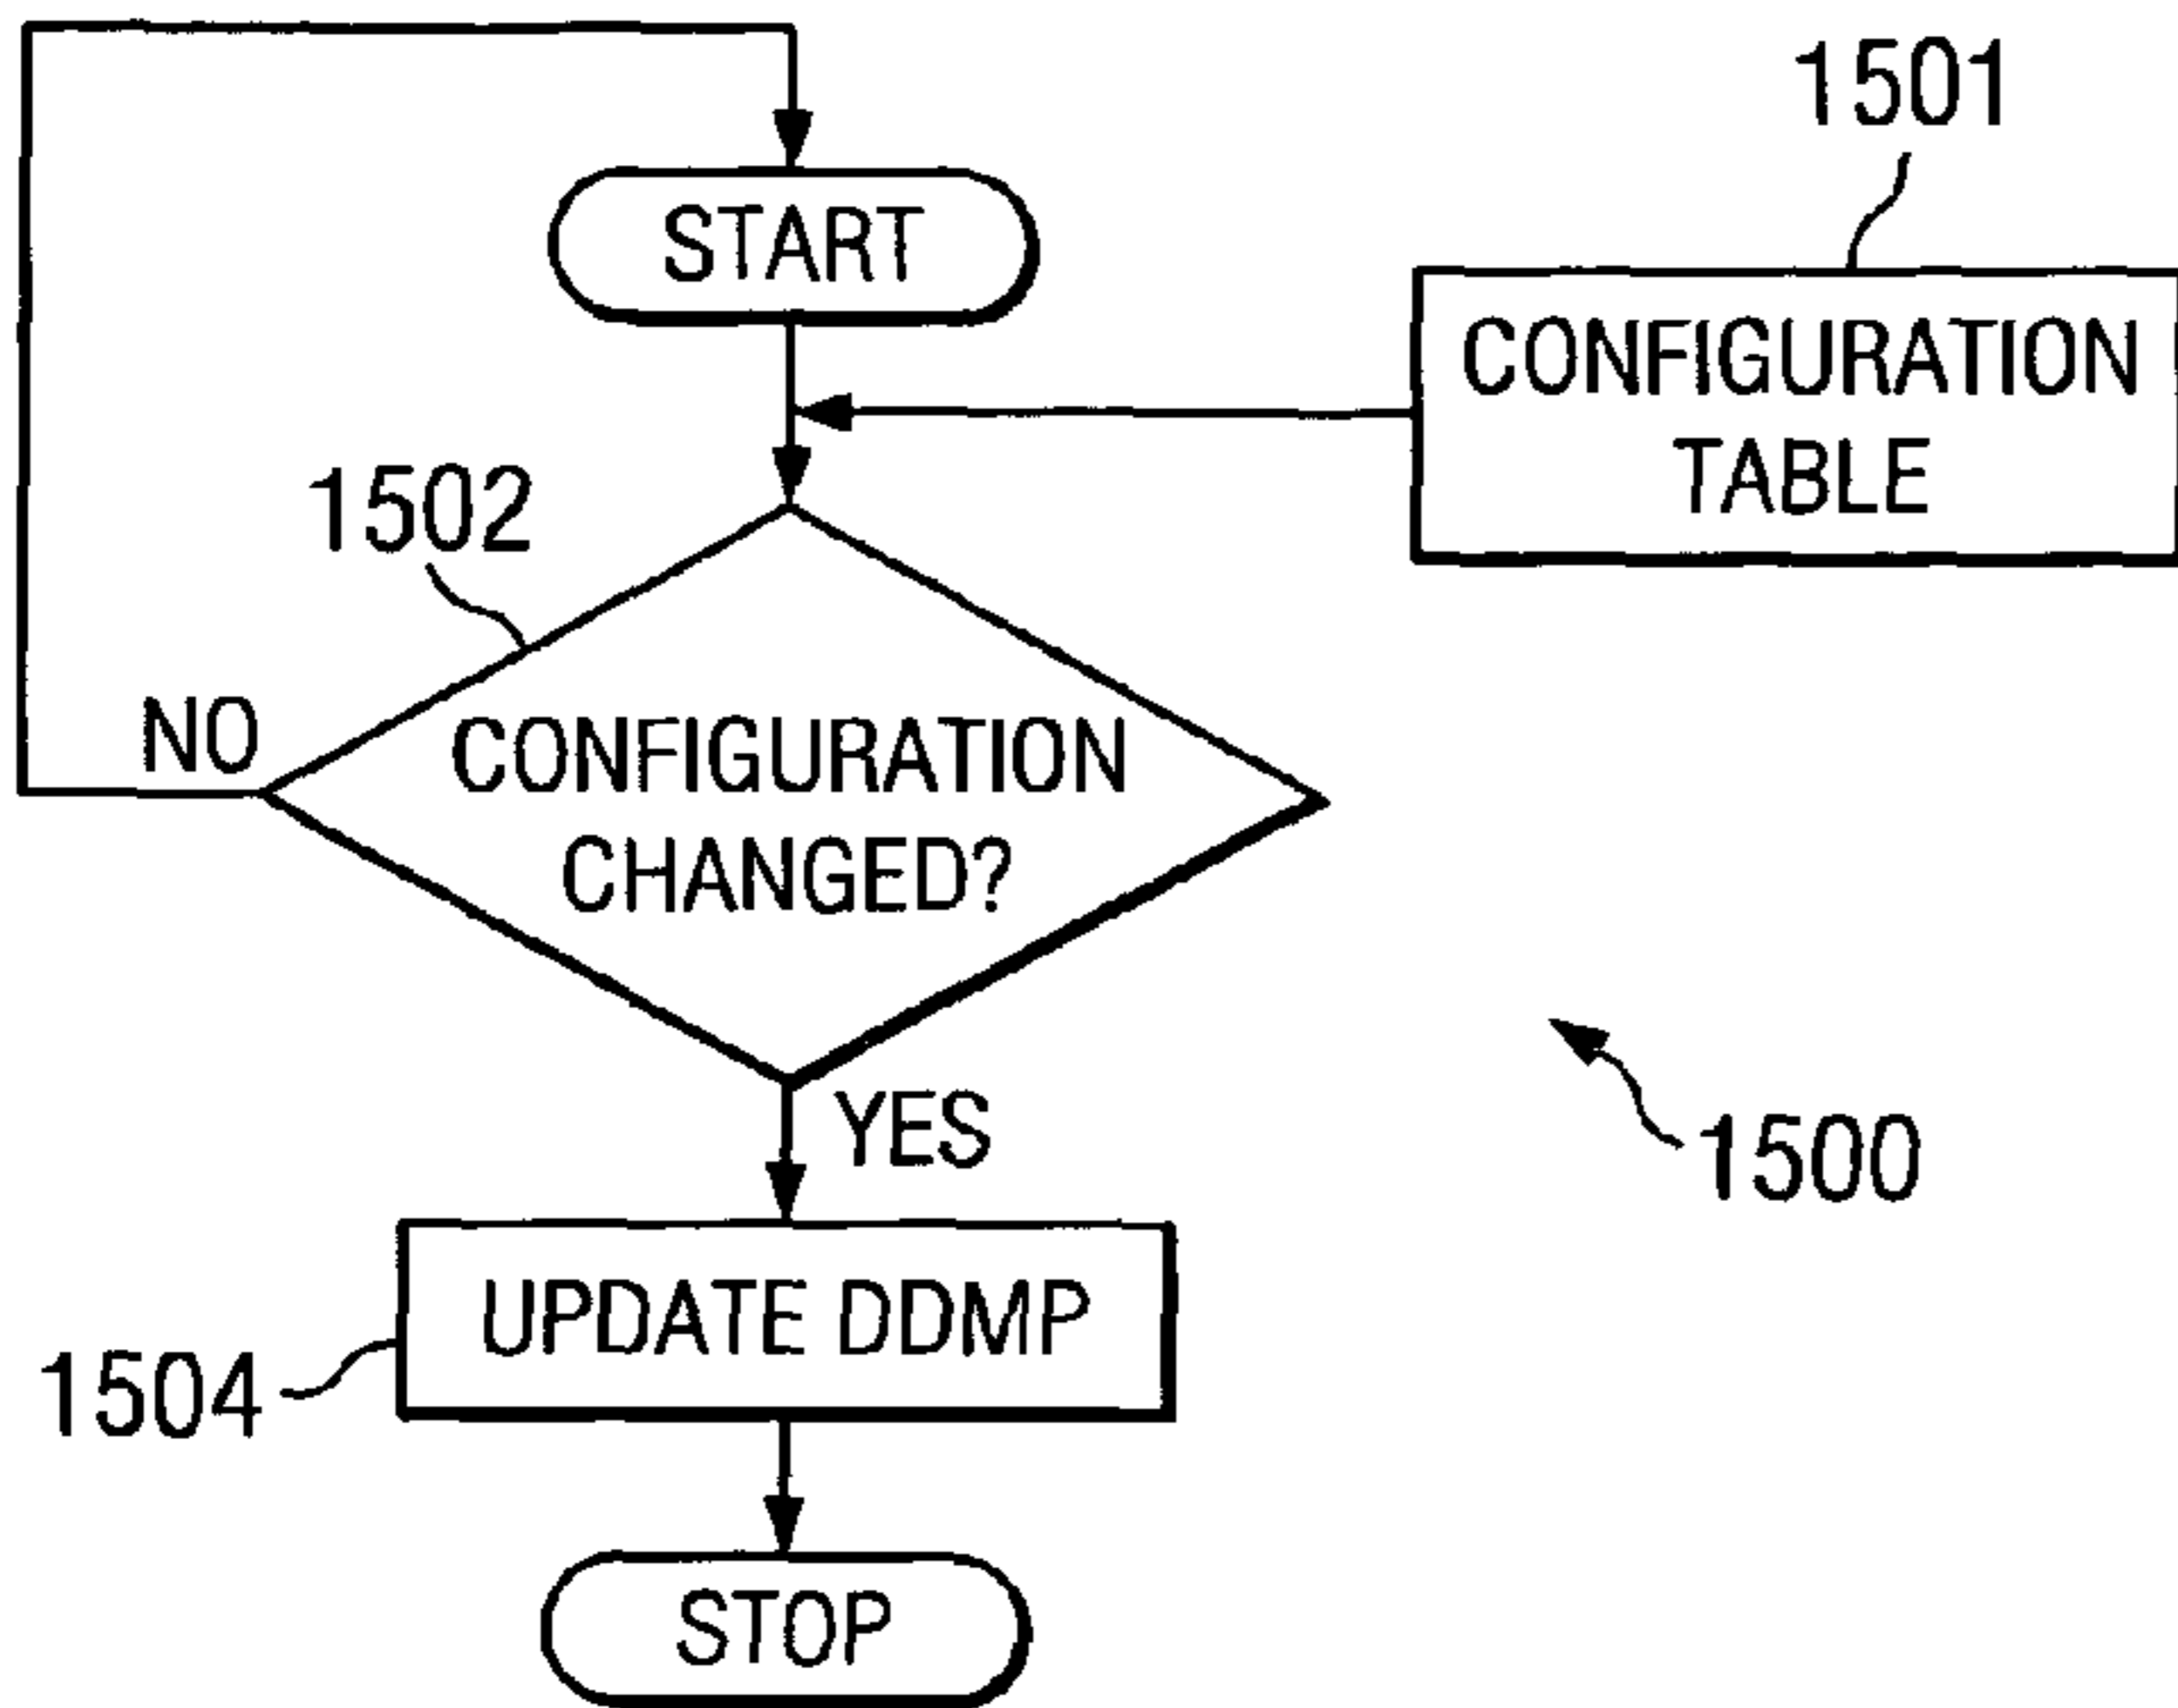 1501
START
CONFIGURATION
TABLE
1502
NO
CONFIGURATION
CHANGED?
YES
1500
UPDATE DDMP
1504
STOP